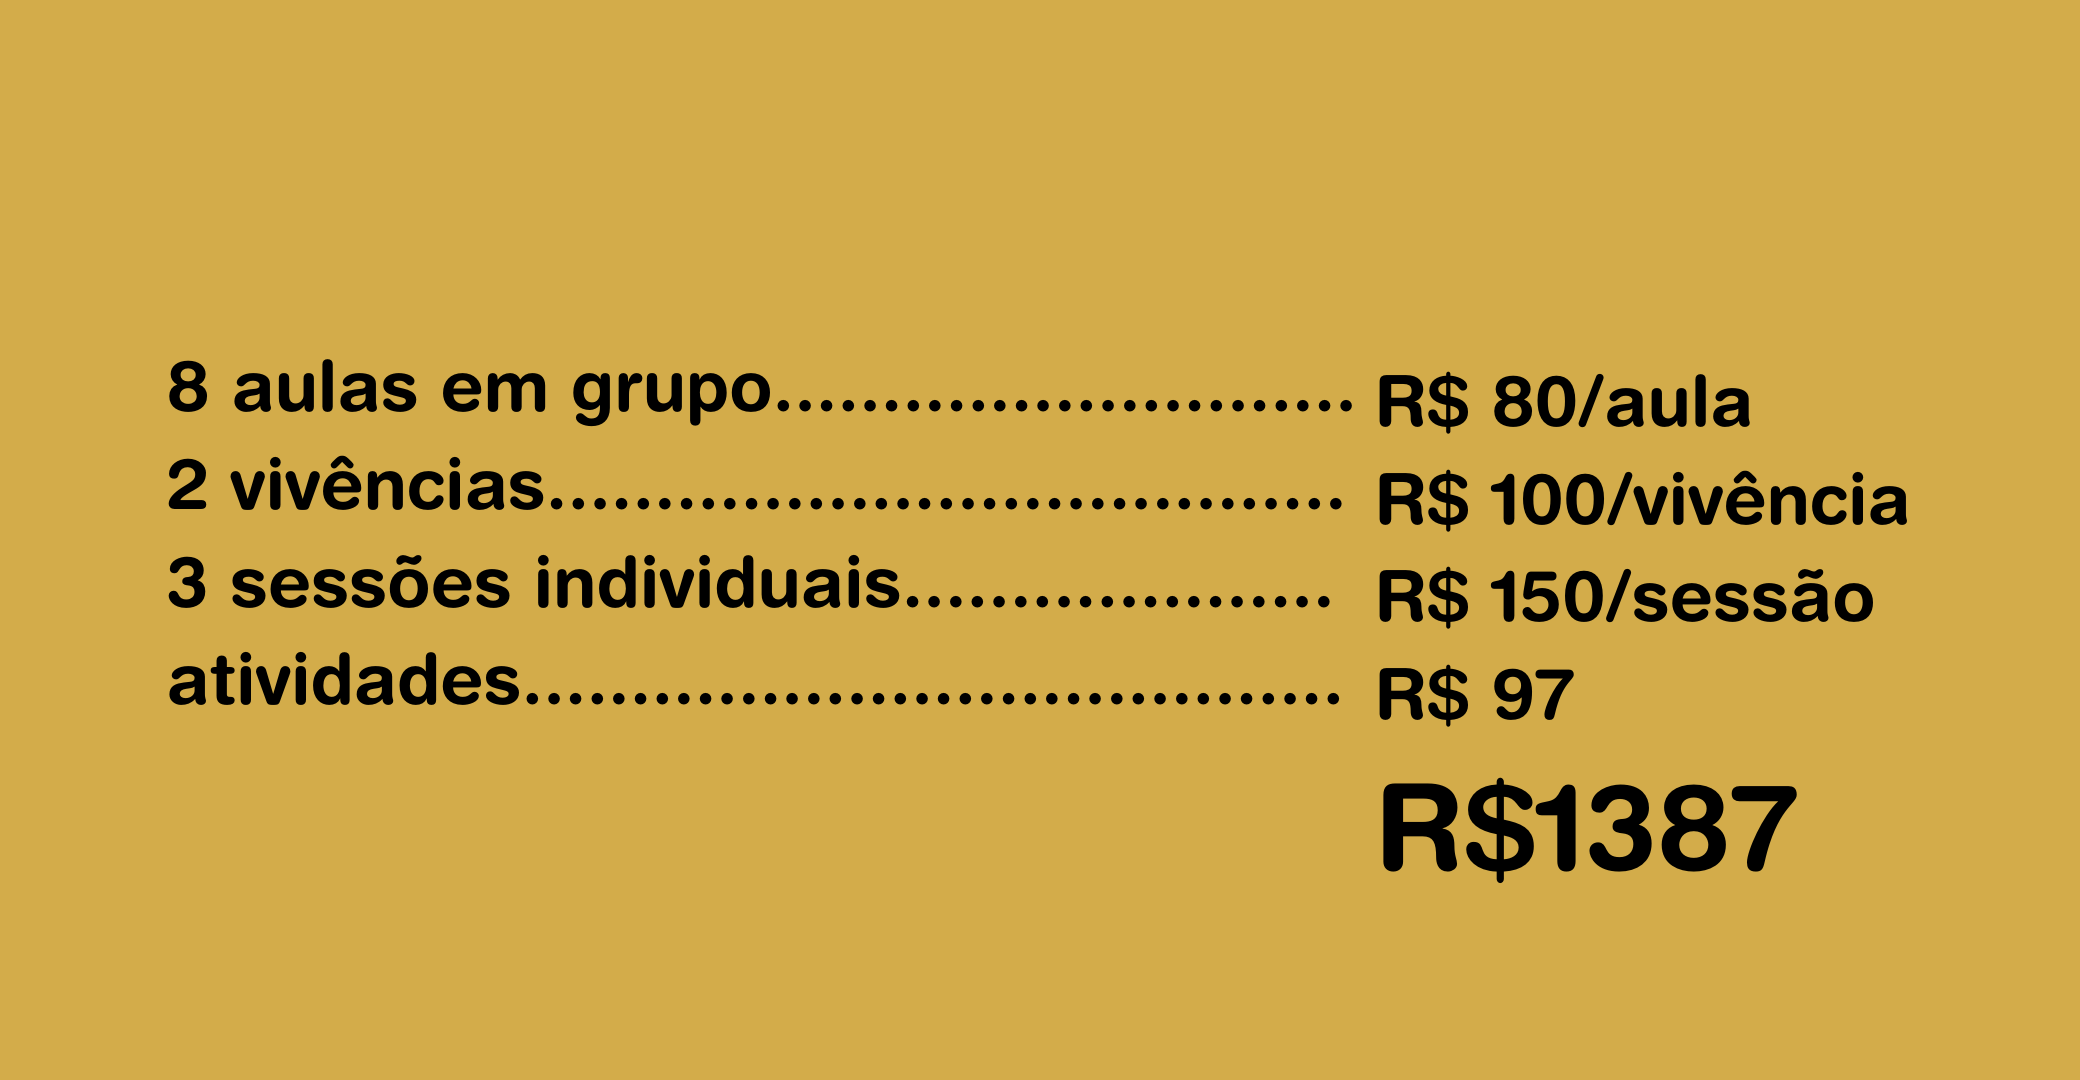 8 aulas em grupo........................... R$ 80/aula
2 vivências..................................... R$ 100/vivência
3 sessões individuais.................... R$ 150/sessão
atividades...................................... R$ 97
R$1387